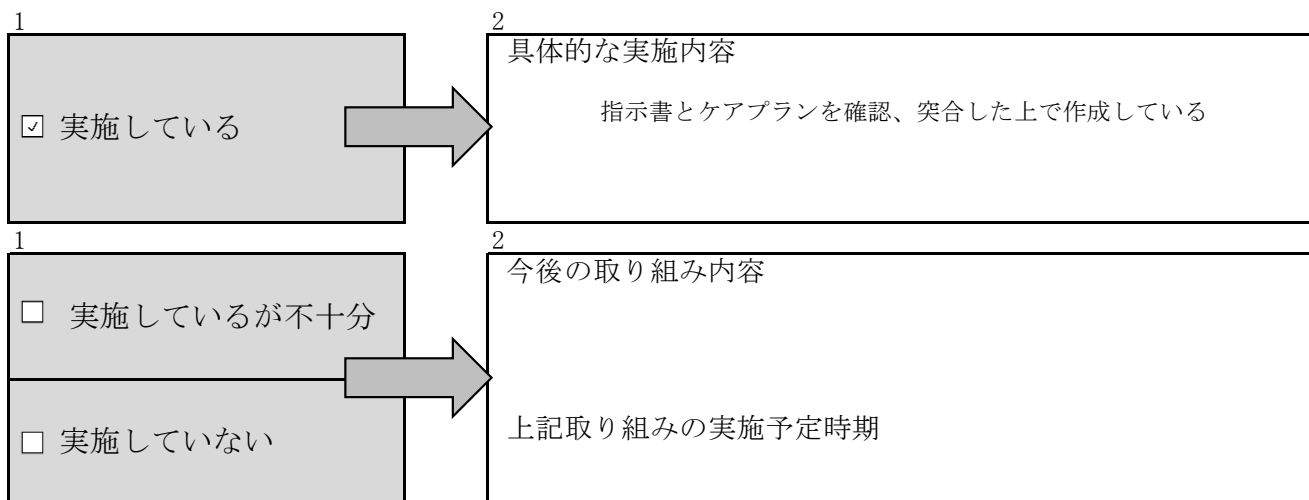 1
2
☑ 実施している
具体的な実施内容
指示書とケアプランを確認、突合した上で作成している
1
2
☐ 実施しているが不十分
☐ 実施していない
今後の取り組み内容
上記取り組みの実施予定時期